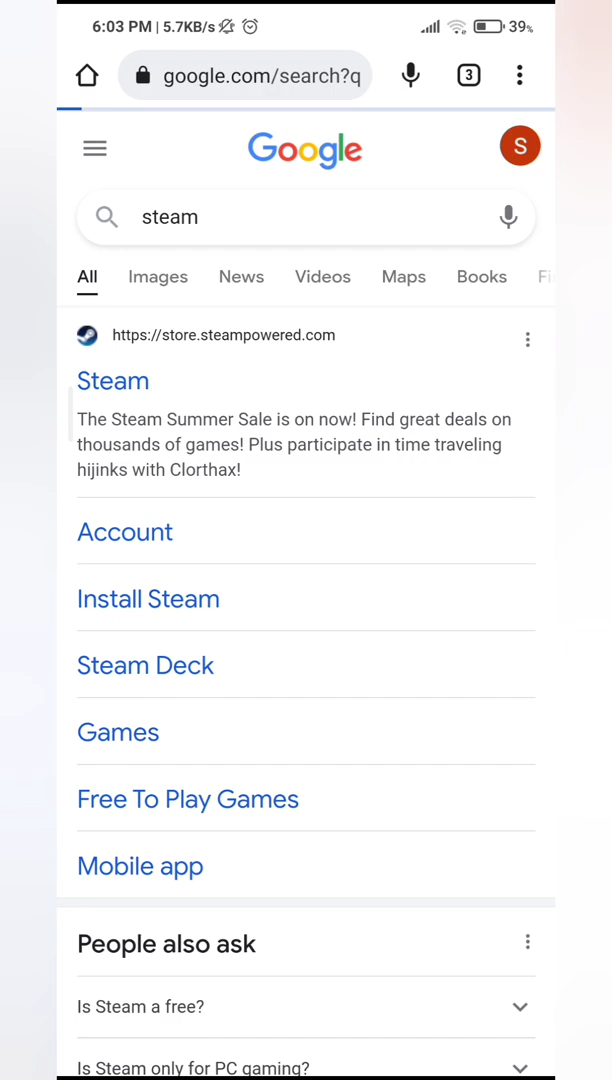 6:03 PM | 5.7KB/s 39%
google.com/search?q 3
Google S
steam
All Images News Videos Maps Books Fi
https://store.steampowered.com
Steam
The Steam Summer Sale is on now! Find great deals on
thousands of games! Plus participate in time traveling
hijinks with Clorthax!
Account
Install Steam
Steam Deck
Games
Free To Play Games
Mobile app
People also ask
Is Steam a free?
Is Steam only for PC gaming?